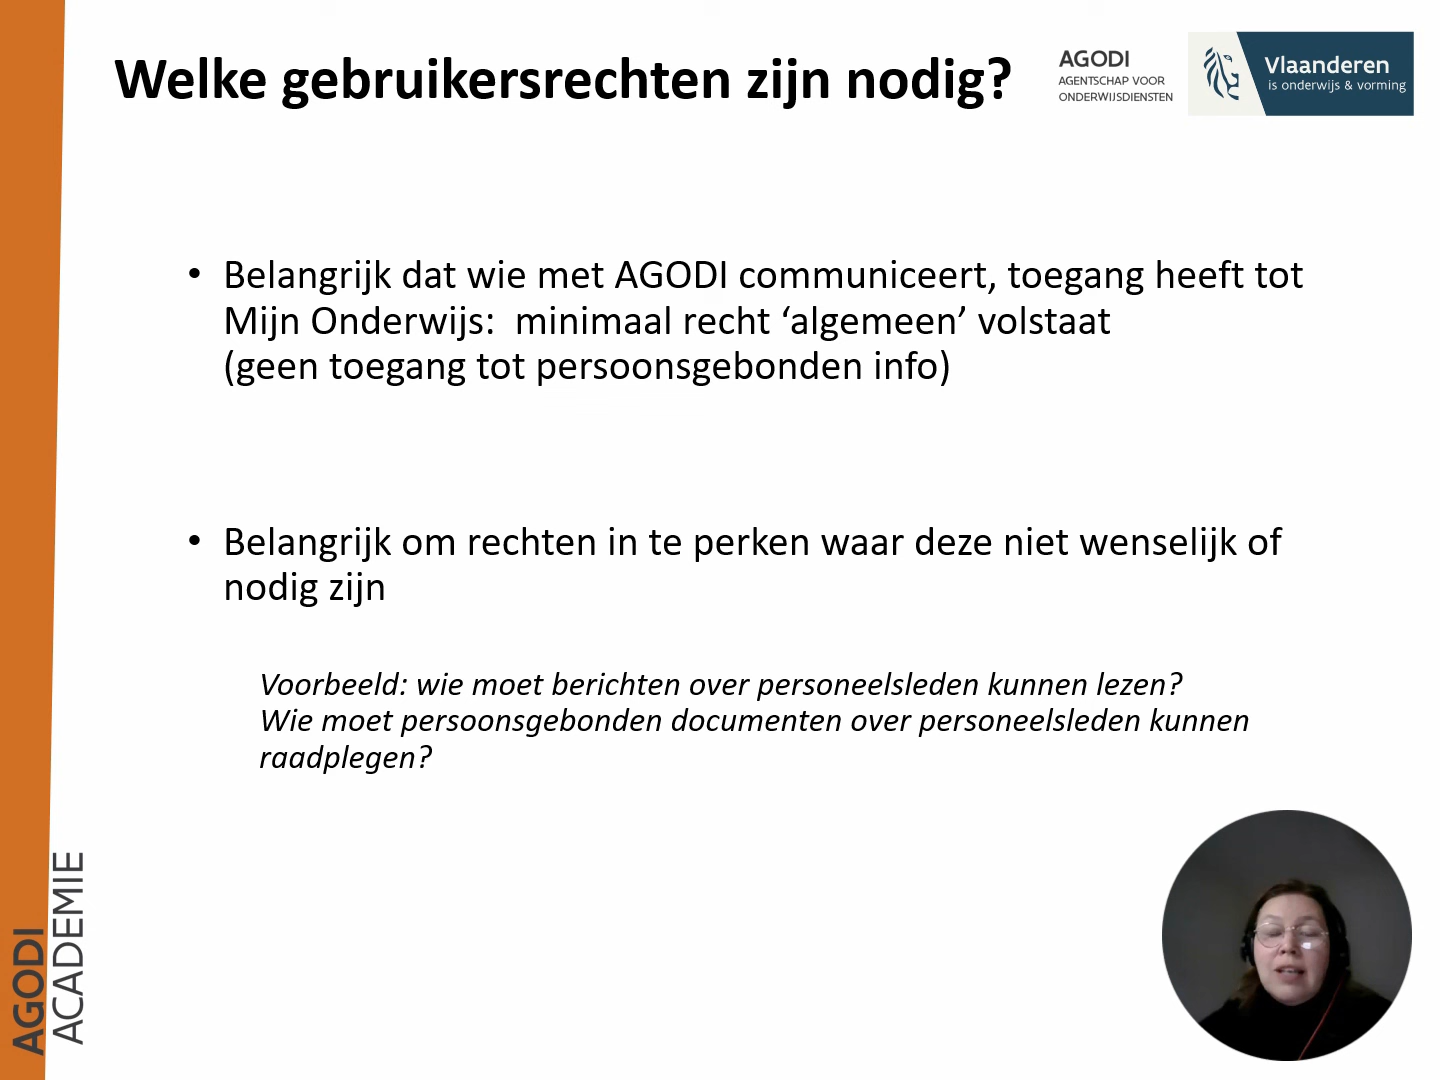 Welke gebruikersrechten zijn nodig?
AGODI
AGENTSCHAP VOOR
ONDERWIJSDIENSTEN
Vlaanderen
is onderwijs & vorming
• Belangrijk dat wie met AGODI communiceert, toegang heeft tot
Mijn Onderwijs:  minimaal recht ‘algemeen’ volstaat
(geen toegang tot persoonsgebonden info)
• Belangrijk om rechten in te perken waar deze niet wenselijk of
nodig zijn
Voorbeeld: wie moet berichten over personeelsleden kunnen lezen?
Wie moet persoonsgebonden documenten over personeelsleden kunnen
raadplegen?
AGODI
ACADEMIE